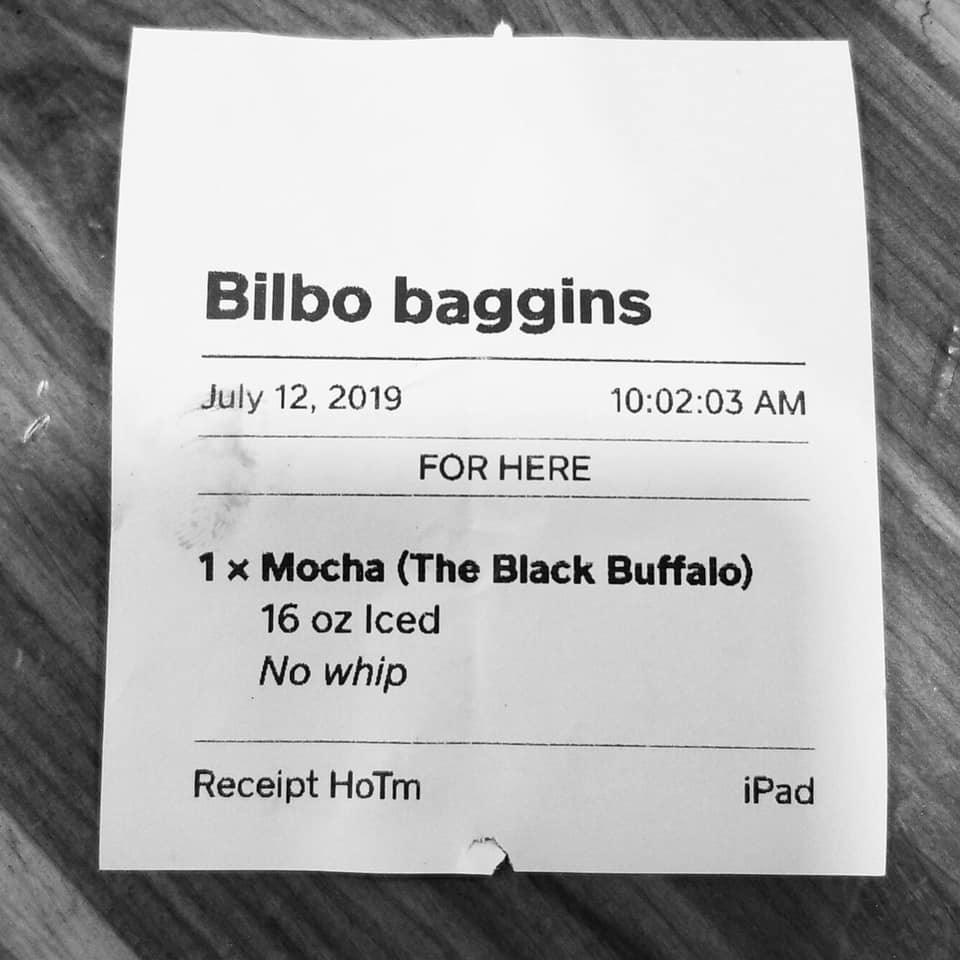 Bilbo baggins
July 12, 2019 10:02:03 AM
FOR HERE
1 x Mocha (The Black Buffalo)
16 oz Iced
No whip
Receipt HoTm iPad